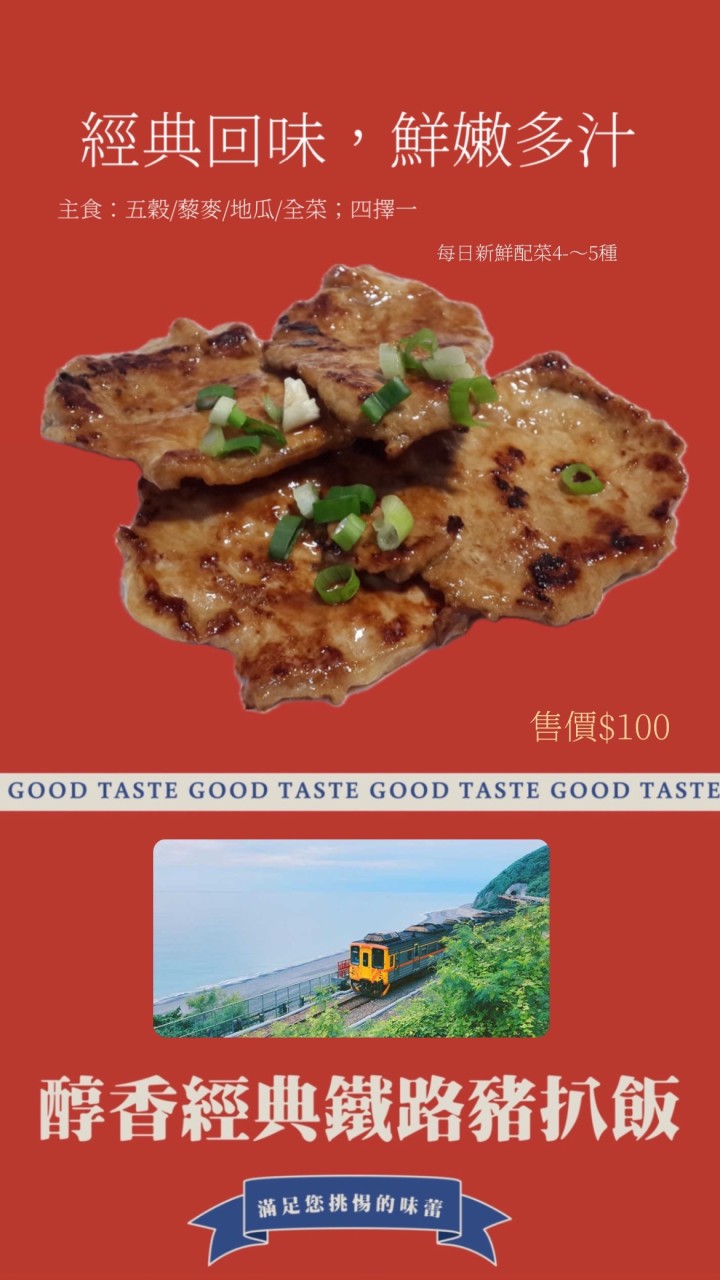 經典回味，鮮嫩多汁
主食：五穀/藜麥/地瓜/全菜；四擇一
每日新鮮配菜4-～5種
售價$100
GOOD TASTE GOOD TASTE GOOD TASTE GOOD TASTE
醇香經典鐵路豬扒飯
滿足您挑惕的味蕾